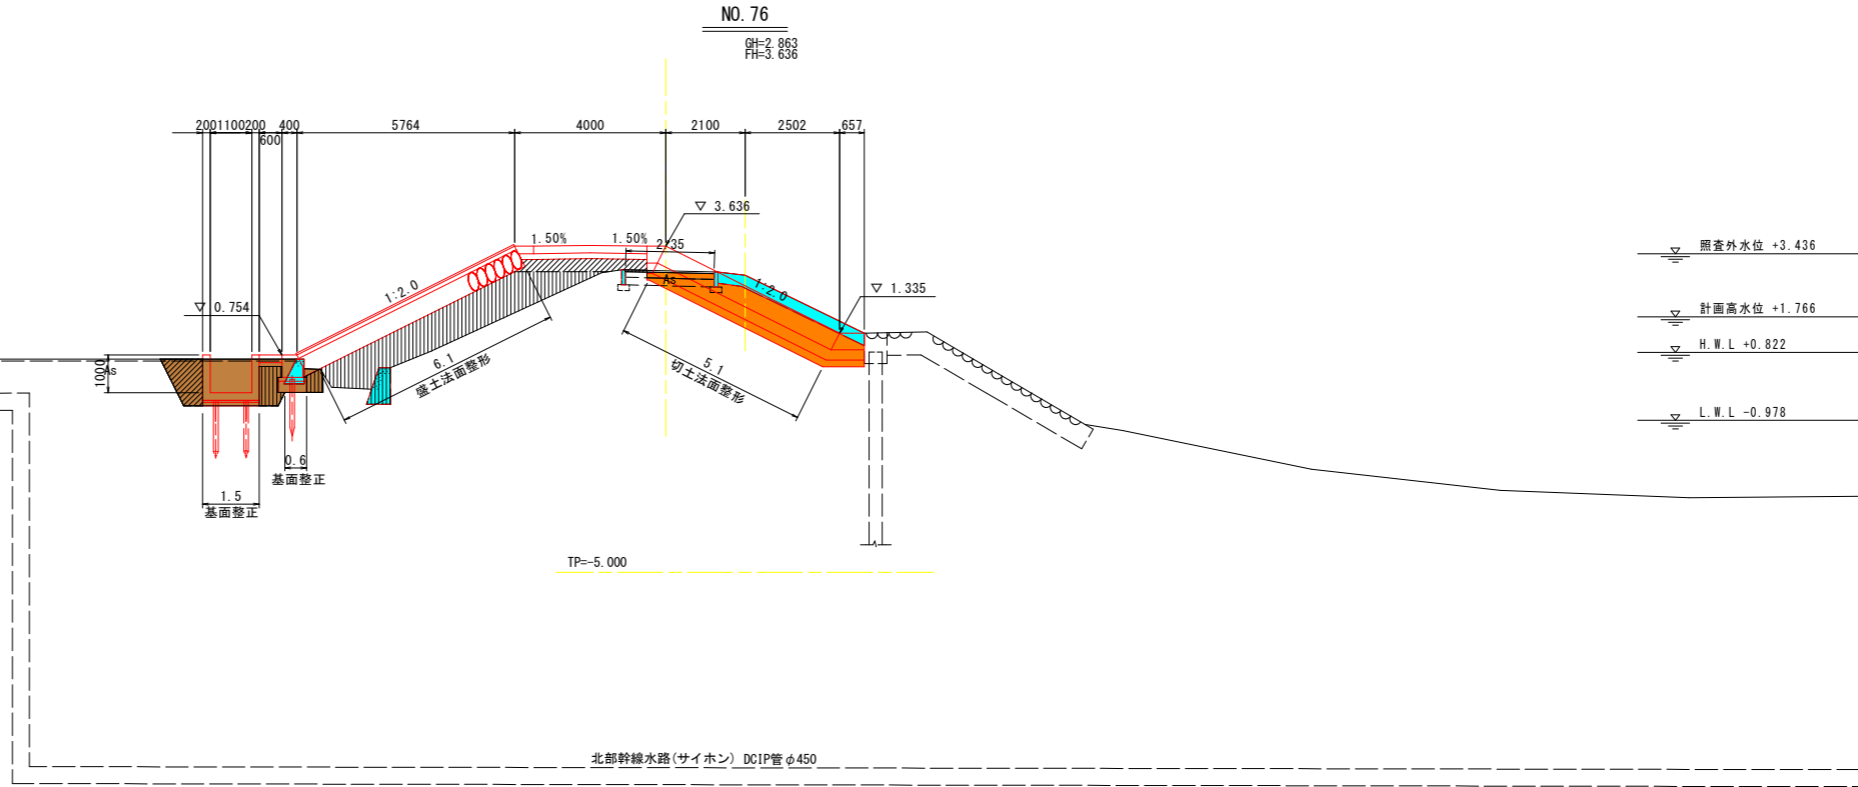 NO. 76
GH=2.863
FH=3.636
200 1100 200 400 5764 4000 2100 2502 657
600
▽ 3.636
1.50% 1.50%
2.35
照査外水位 +3.436
As
1:2.0
1:2.0
▽ 1.335
▽ 0.754
計画高水位 +1.766
H.W.L +0.822
As
1000
6.1
盛土法面整形
5.1
切土法面整形
L.W.L -0.978
0.6
基面整正
1.5
基面整正
TP=-5.000
北部幹線水路(サイホン) DCIP管φ450